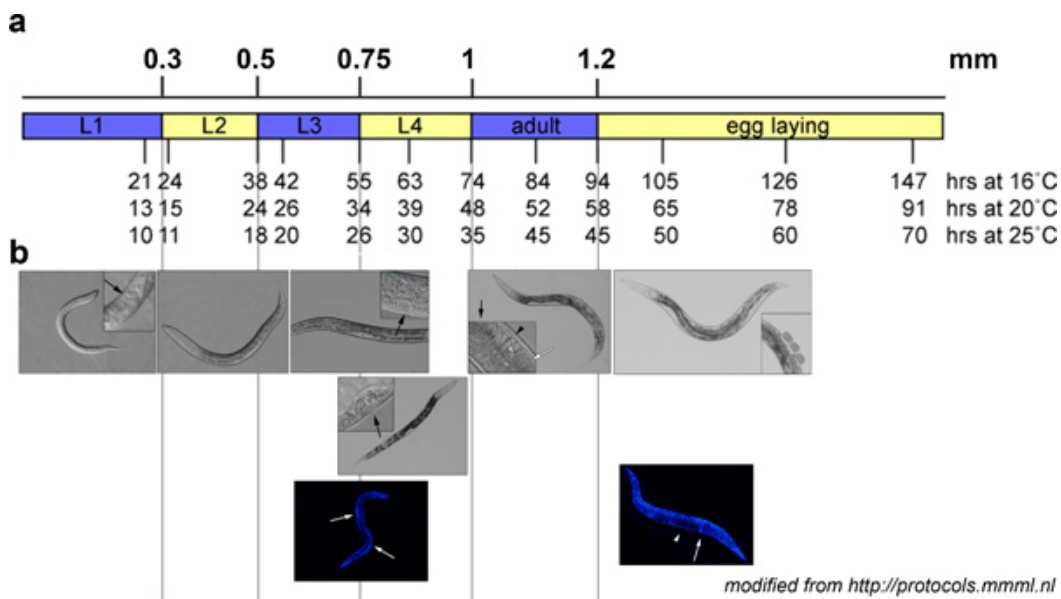 a
0.3 0.5 0.75 1 1.2 mm
L1 L2 L3 L4 adult egg laying
21 24 38 42 55 63 74 84 94 105 126 147 hrs at 16˚C
13 15 24 26 34 39 48 52 58 65 78 91 hrs at 20˚C
10 11 18 20 26 30 35 45 45 50 60 70 hrs at 25˚C
b
modified from http://protocols.mmml.nl